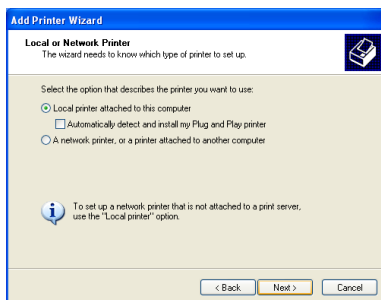 Add Printer Wizard
Local or Network Printer
The wizard needs to know which type of printer to set up.
Select the option that describes the printer you want to use:
Local printer attached to this computer
Automatically detect and install my Plug and Play printer
A network printer, or a printer attached to another computer
To set up a network printer that is not attached to a print server,
use the "Local printer" option.
< Back Next > Cancel